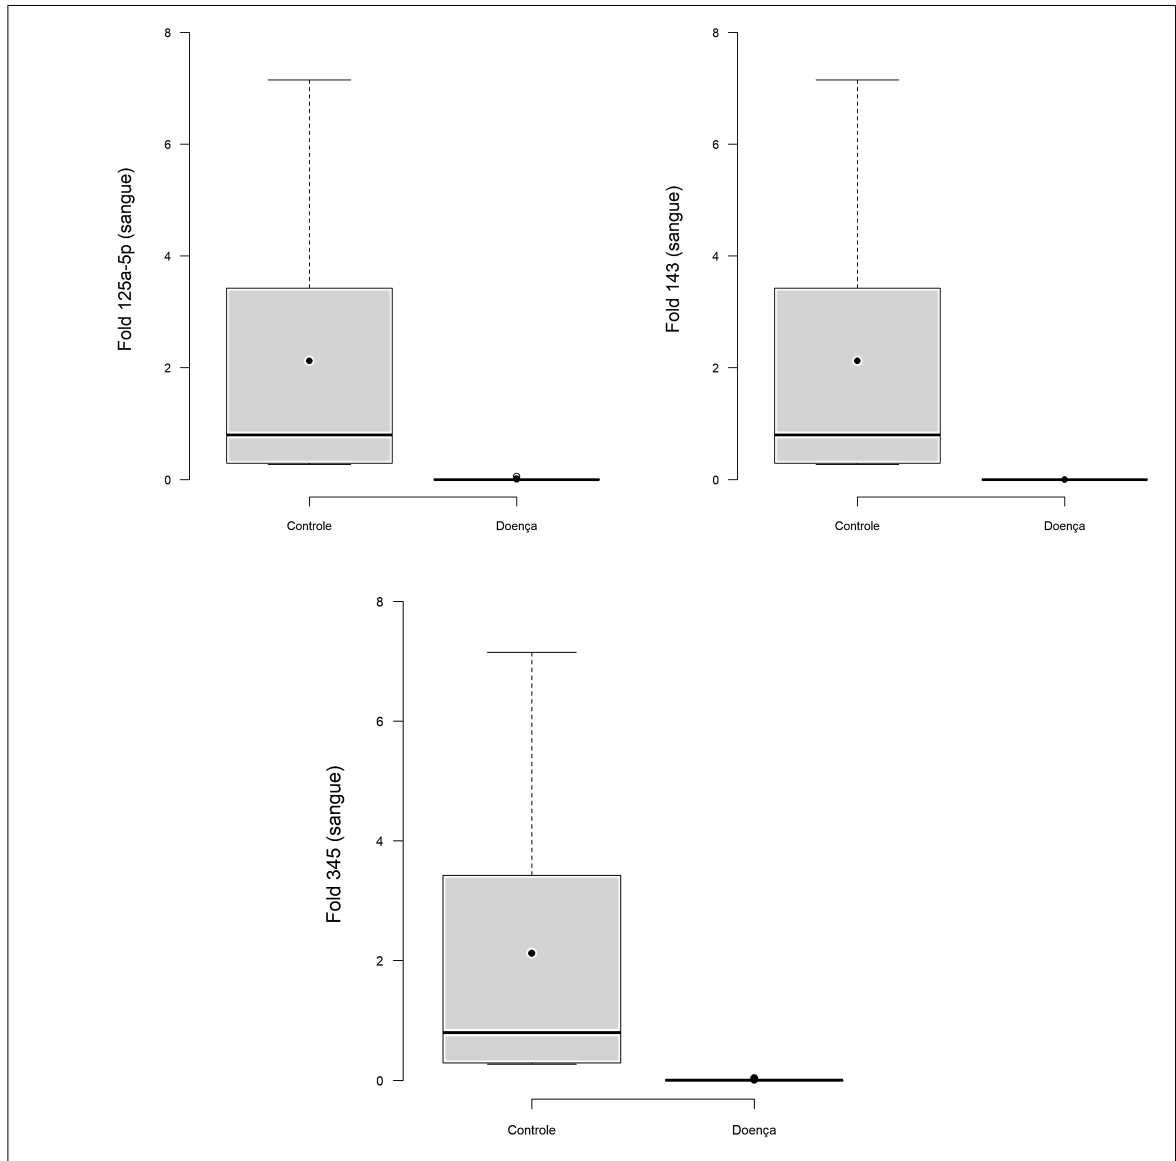 8
6
4
2
0
Fold 125a-5p (sangue)
Controle
Doença
8
6
4
2
0
Fold 143 (sangue)
Controle
Doença
8
6
4
2
0
Fold 345 (sangue)
Controle
Doença